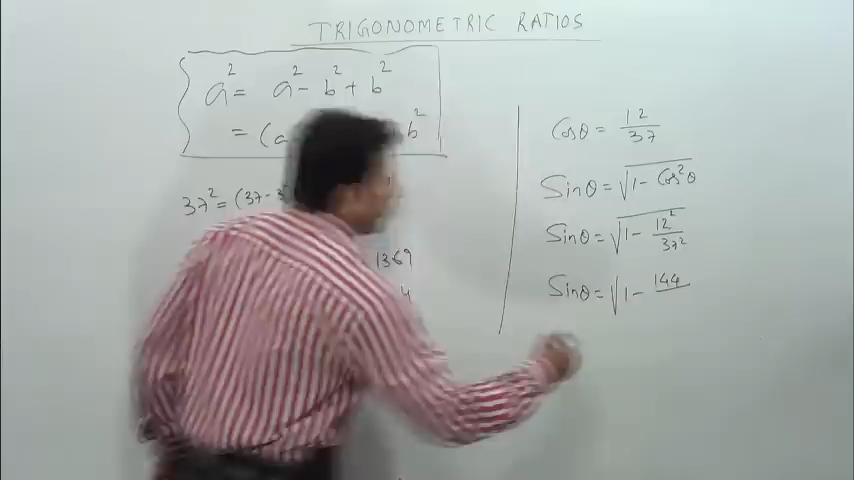 TRIGONOMETRIC RATIOS
a² = a² - b² + b²
= (a b²
37² = (37-3
1369
4
Cosθ = 12/37
Sinθ = √1 - Cos²θ
Sinθ = √1 - 12²/37²
Sinθ = √1 - 144